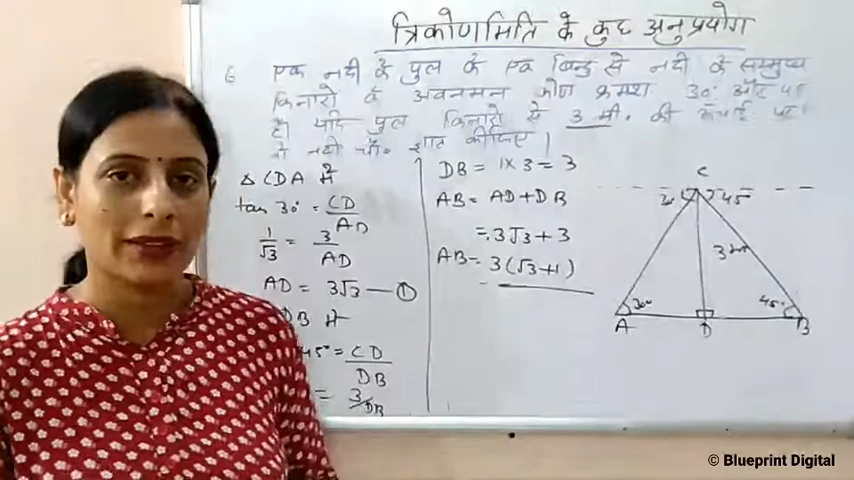 त्रिकोणमिति के कुछ अनुप्रयोग
6 एक नदी के पुल के एक बिन्दु से नदी के सम्मुख
किनारो के अवनमन कोण क्रमश 30° और 45
है। यदि पुल किनारो से 3 मी. की ऊँचाई पर
तो नदी की चौ. ज्ञात कीजिए।
Δ CDA में
tan 30° = CD/AD
1/√3 = 3/AD
AD = 3√3 — ①
DB में
45° = CD/DB
= 3/DB
DB = 1×3 = 3
AB = AD + DB
= 3√3 + 3
AB = 3(√3+1)
C
30 45
3 मी
30° 45°
A D B
© Blueprint Digital